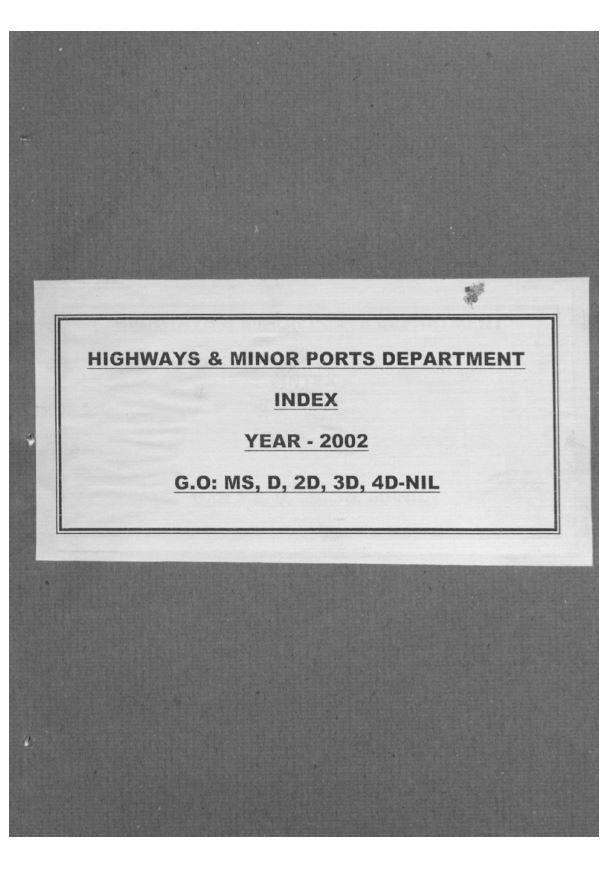 HIGHWAYS & MINOR PORTS DEPARTMENT
INDEX
YEAR - 2002
G.O: MS, D, 2D, 3D, 4D-NIL